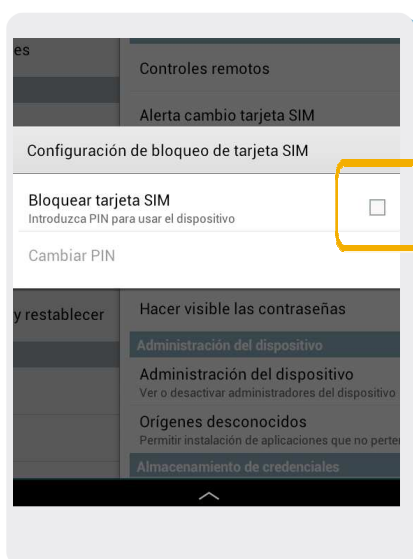 es
Controles remotos
Alerta cambio tarjeta SIM
Configuración de bloqueo de tarjeta SIM
Bloquear tarjeta SIM
Introduzca PIN para usar el dispositivo
Cambiar PIN
y restablecer
Hacer visible las contraseñas
Administración del dispositivo
Administración del dispositivo
Ver o desactivar administradores del dispositivo
Orígenes desconocidos
Permitir instalación de aplicaciones que no perte
Almacenamiento de credenciales